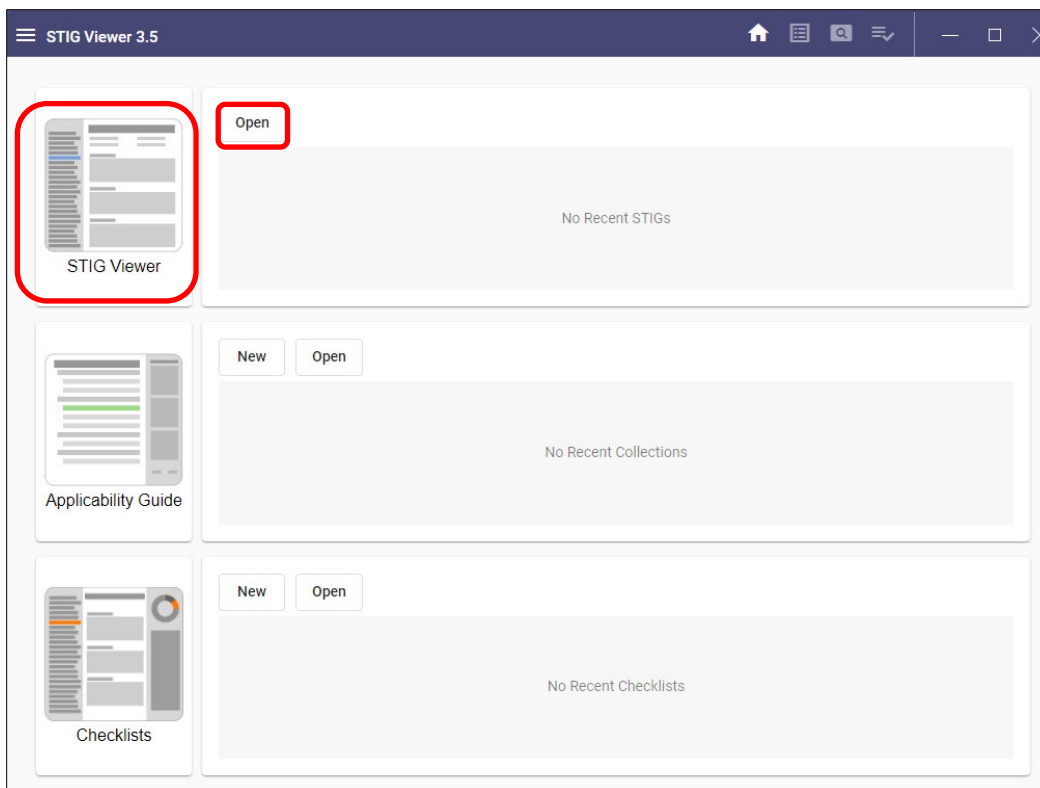 STIG Viewer 3.5
Open
No Recent STIGs
STIG Viewer
New Open
No Recent Collections
Applicability Guide
New Open
No Recent Checklists
Checklists